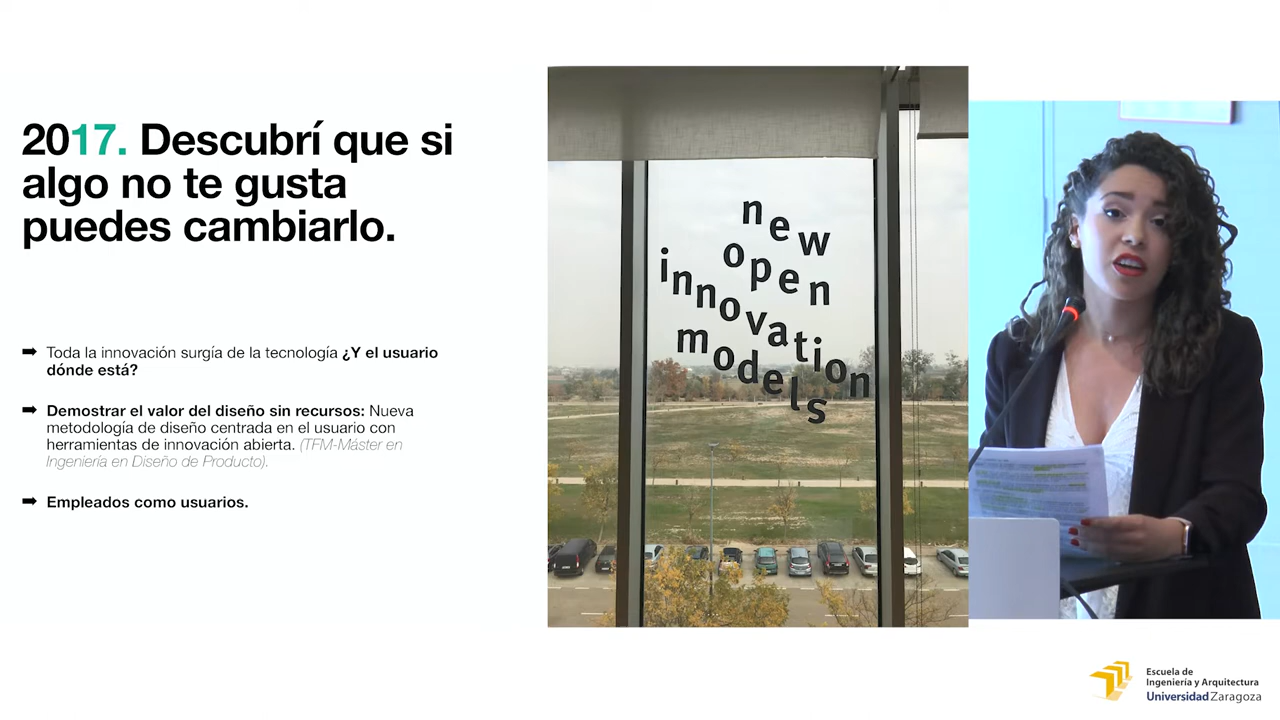 2017. Descubrí que si
algo no te gusta
puedes cambiarlo.
➡ Toda la innovación surgía de la tecnología ¿Y el usuario
dónde está?
➡ Demostrar el valor del diseño sin recursos: Nueva
metodología de diseño centrada en el usuario con
herramientas de innovación abierta. (TFM-Máster en
Ingeniería en Diseño de Producto).
➡ Empleados como usuarios.
new
open
innovation
models
Escuela de
Ingeniería y Arquitectura
Universidad Zaragoza